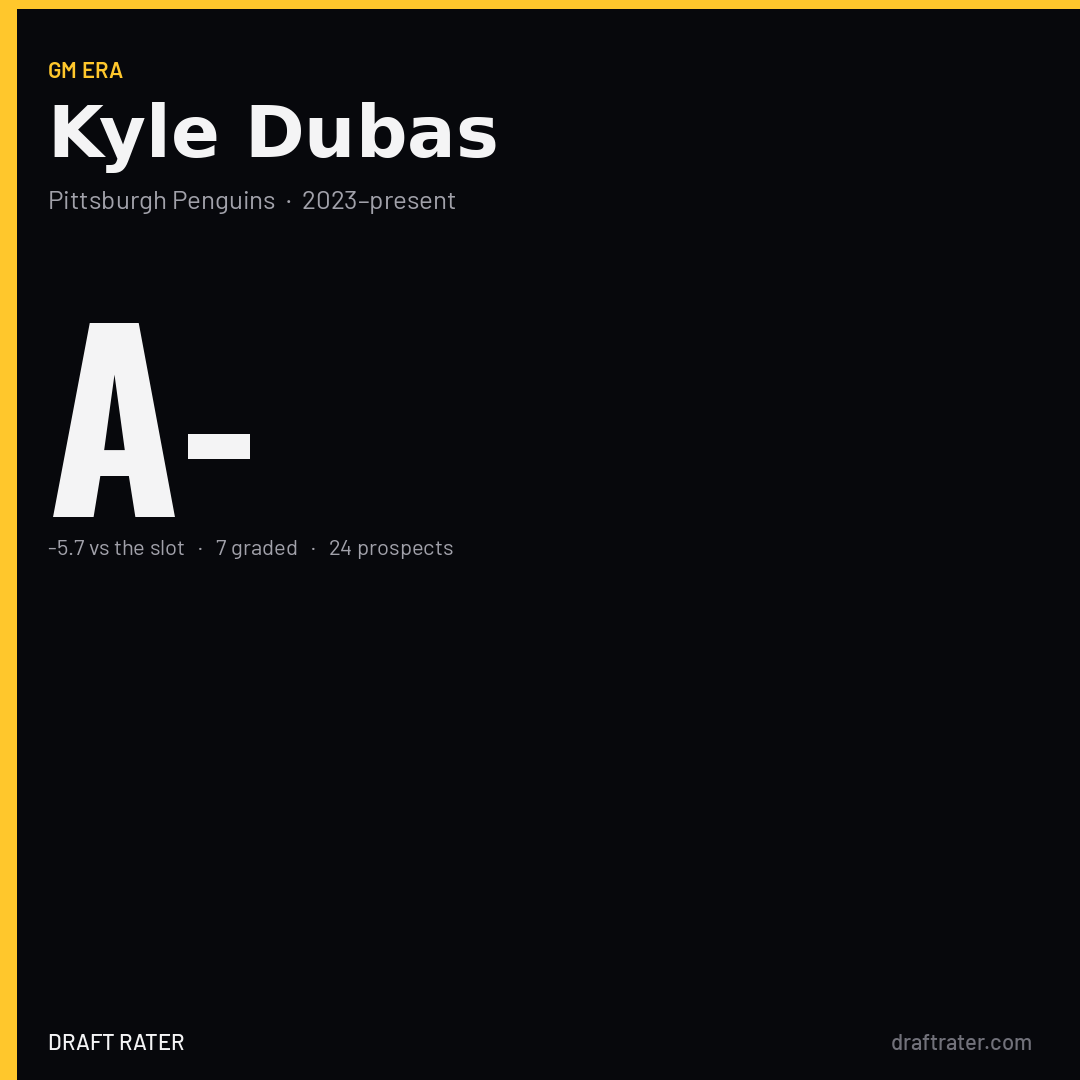 GM ERA
Kyle Dubas
Pittsburgh Penguins · 2023–present
A-
-5.7 vs the slot · 7 graded · 24 prospects
DRAFT RATER
draftrater.com